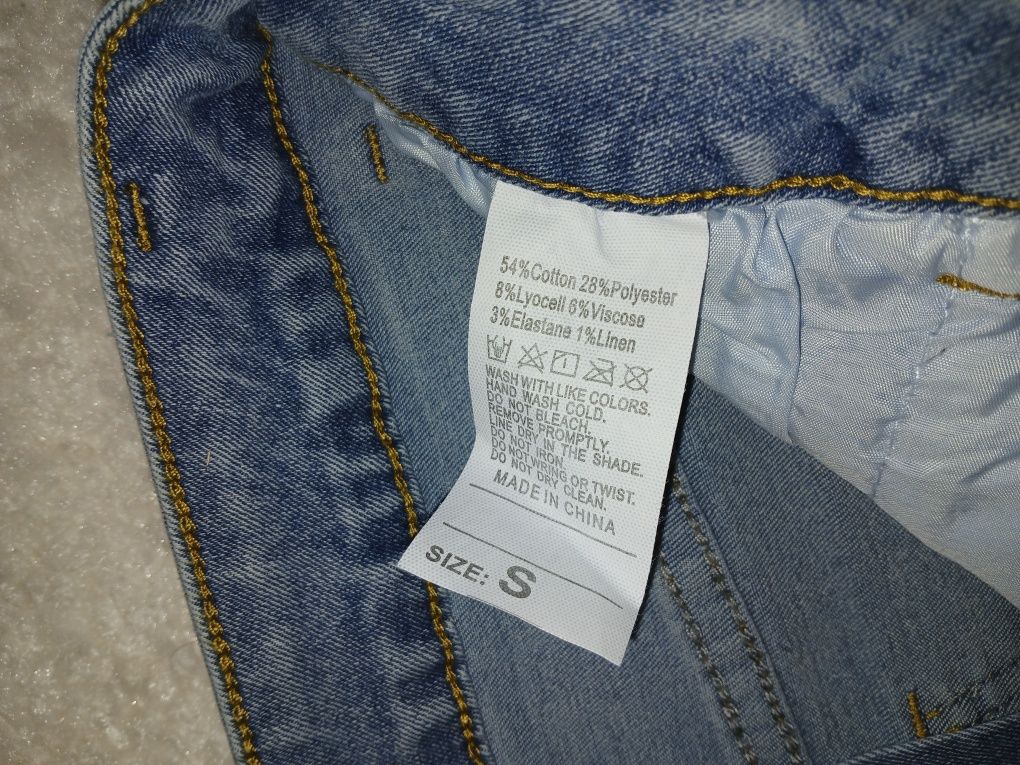 54%Cotton 28%Polyester
8%Lyocell 6%Viscose
3%Elastane 1%Linen
WASH WITH LIKE COLORS.
HAND WASH COLD.
DO NOT BLEACH.
REMOVE PROMPTLY.
LINE DRY IN THE SHADE.
DO NOT IRON
DO NOT WRING OR TWIST.
DO NOT DRY CLEAN.
MADE IN CHINA
SIZE: S